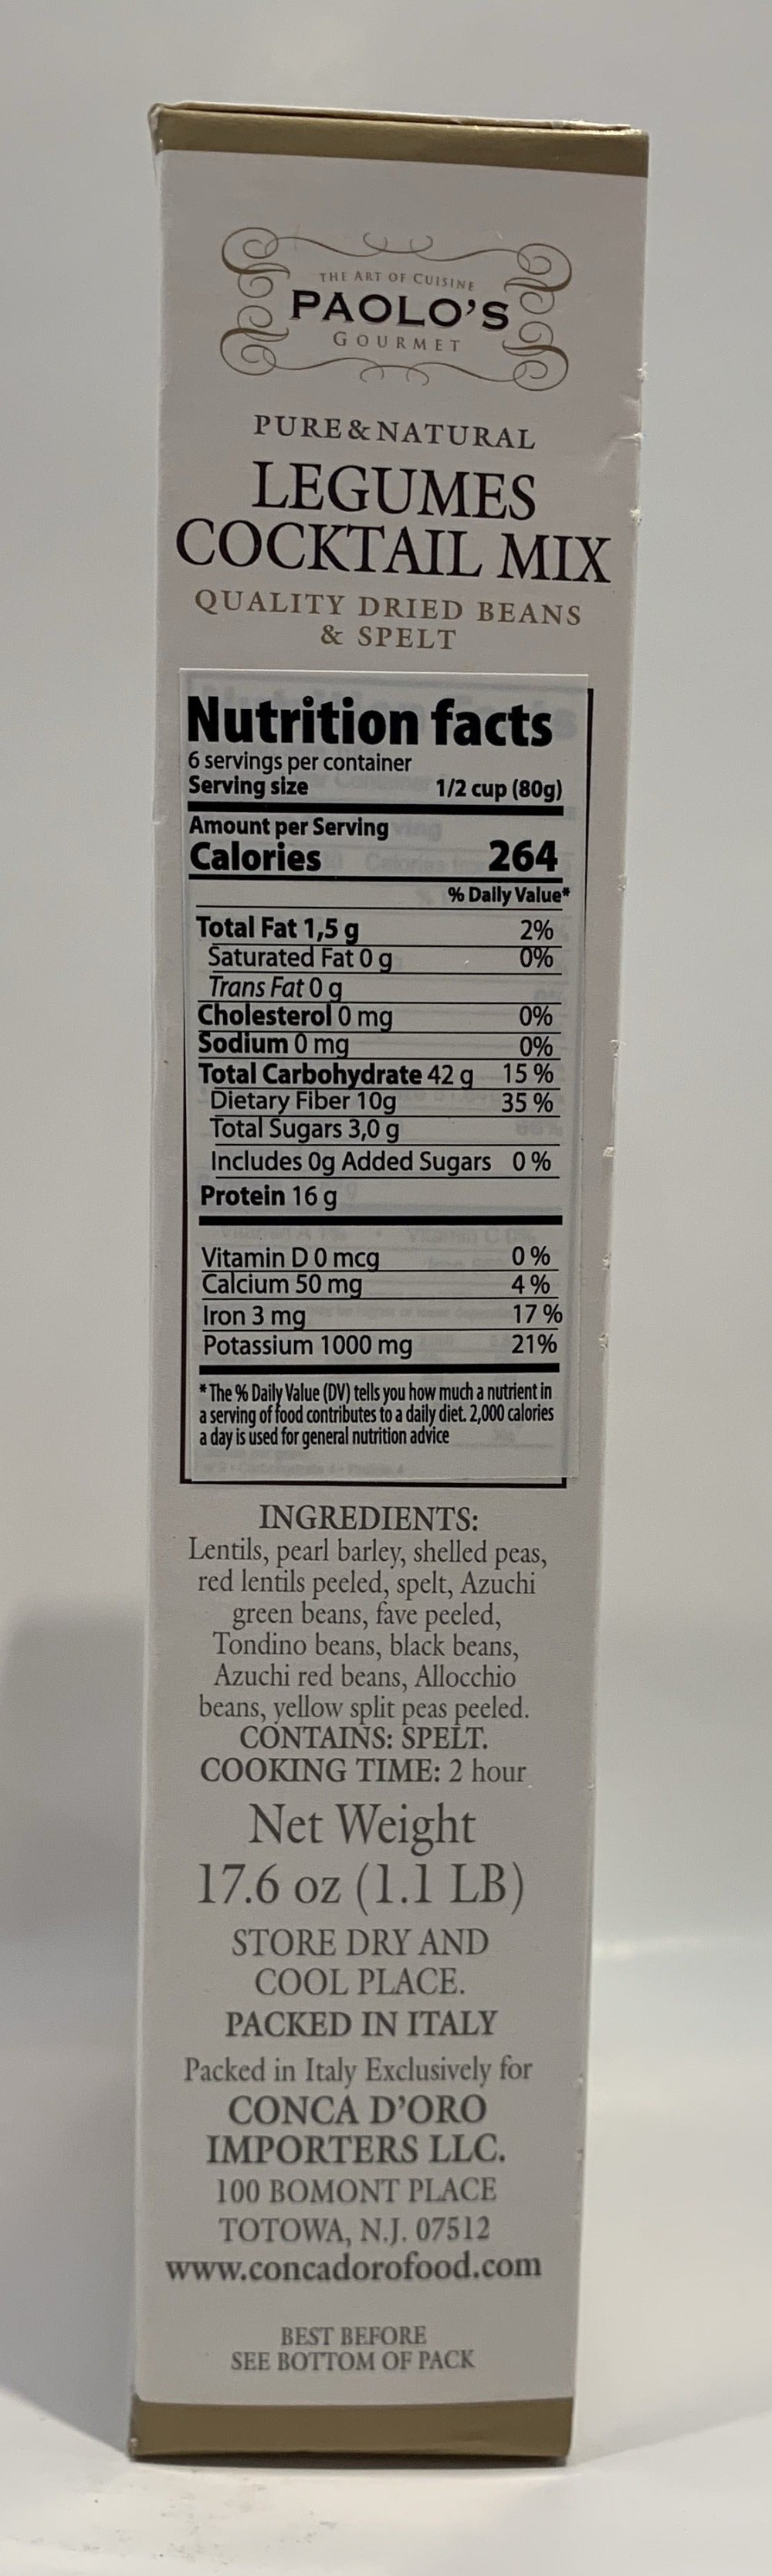 THE ART OF CUISINE
PAOLO'S
GOURMET
PURE & NATURAL
LEGUMES
COCKTAIL MIX
QUALITY DRIED BEANS
& SPELT
Nutrition facts
6 servings per container
Serving size 1/2 cup (80g)
Amount per Serving
Calories 264
% Daily Value*
Total Fat 1,5 g 2%
Saturated Fat 0 g 0%
Trans Fat 0 g
Cholesterol 0 mg 0%
Sodium 0 mg 0%
Total Carbohydrate 42 g 15 %
Dietary Fiber 10g 35 %
Total Sugars 3,0 g
Includes 0g Added Sugars 0 %
Protein 16 g
Vitamin D 0 mcg 0 %
Calcium 50 mg 4 %
Iron 3 mg 17 %
Potassium 1000 mg 21%
* The % Daily Value (DV) tells you how much a nutrient in
a serving of food contributes to a daily diet. 2,000 calories
a day is used for general nutrition advice
INGREDIENTS:
Lentils, pearl barley, shelled peas,
red lentils peeled, spelt, Azuchi
green beans, fave peeled,
Tondino beans, black beans,
Azuchi red beans, Allocchio
beans, yellow split peas peeled.
CONTAINS: SPELT.
COOKING TIME: 2 hour
Net Weight
17.6 oz (1.1 LB)
STORE DRY AND
COOL PLACE.
PACKED IN ITALY
Packed in Italy Exclusively for
CONCA D'ORO
IMPORTERS LLC.
100 BOMONT PLACE
TOTOWA, N.J. 07512
www.concadorofood.com
BEST BEFORE
SEE BOTTOM OF PACK